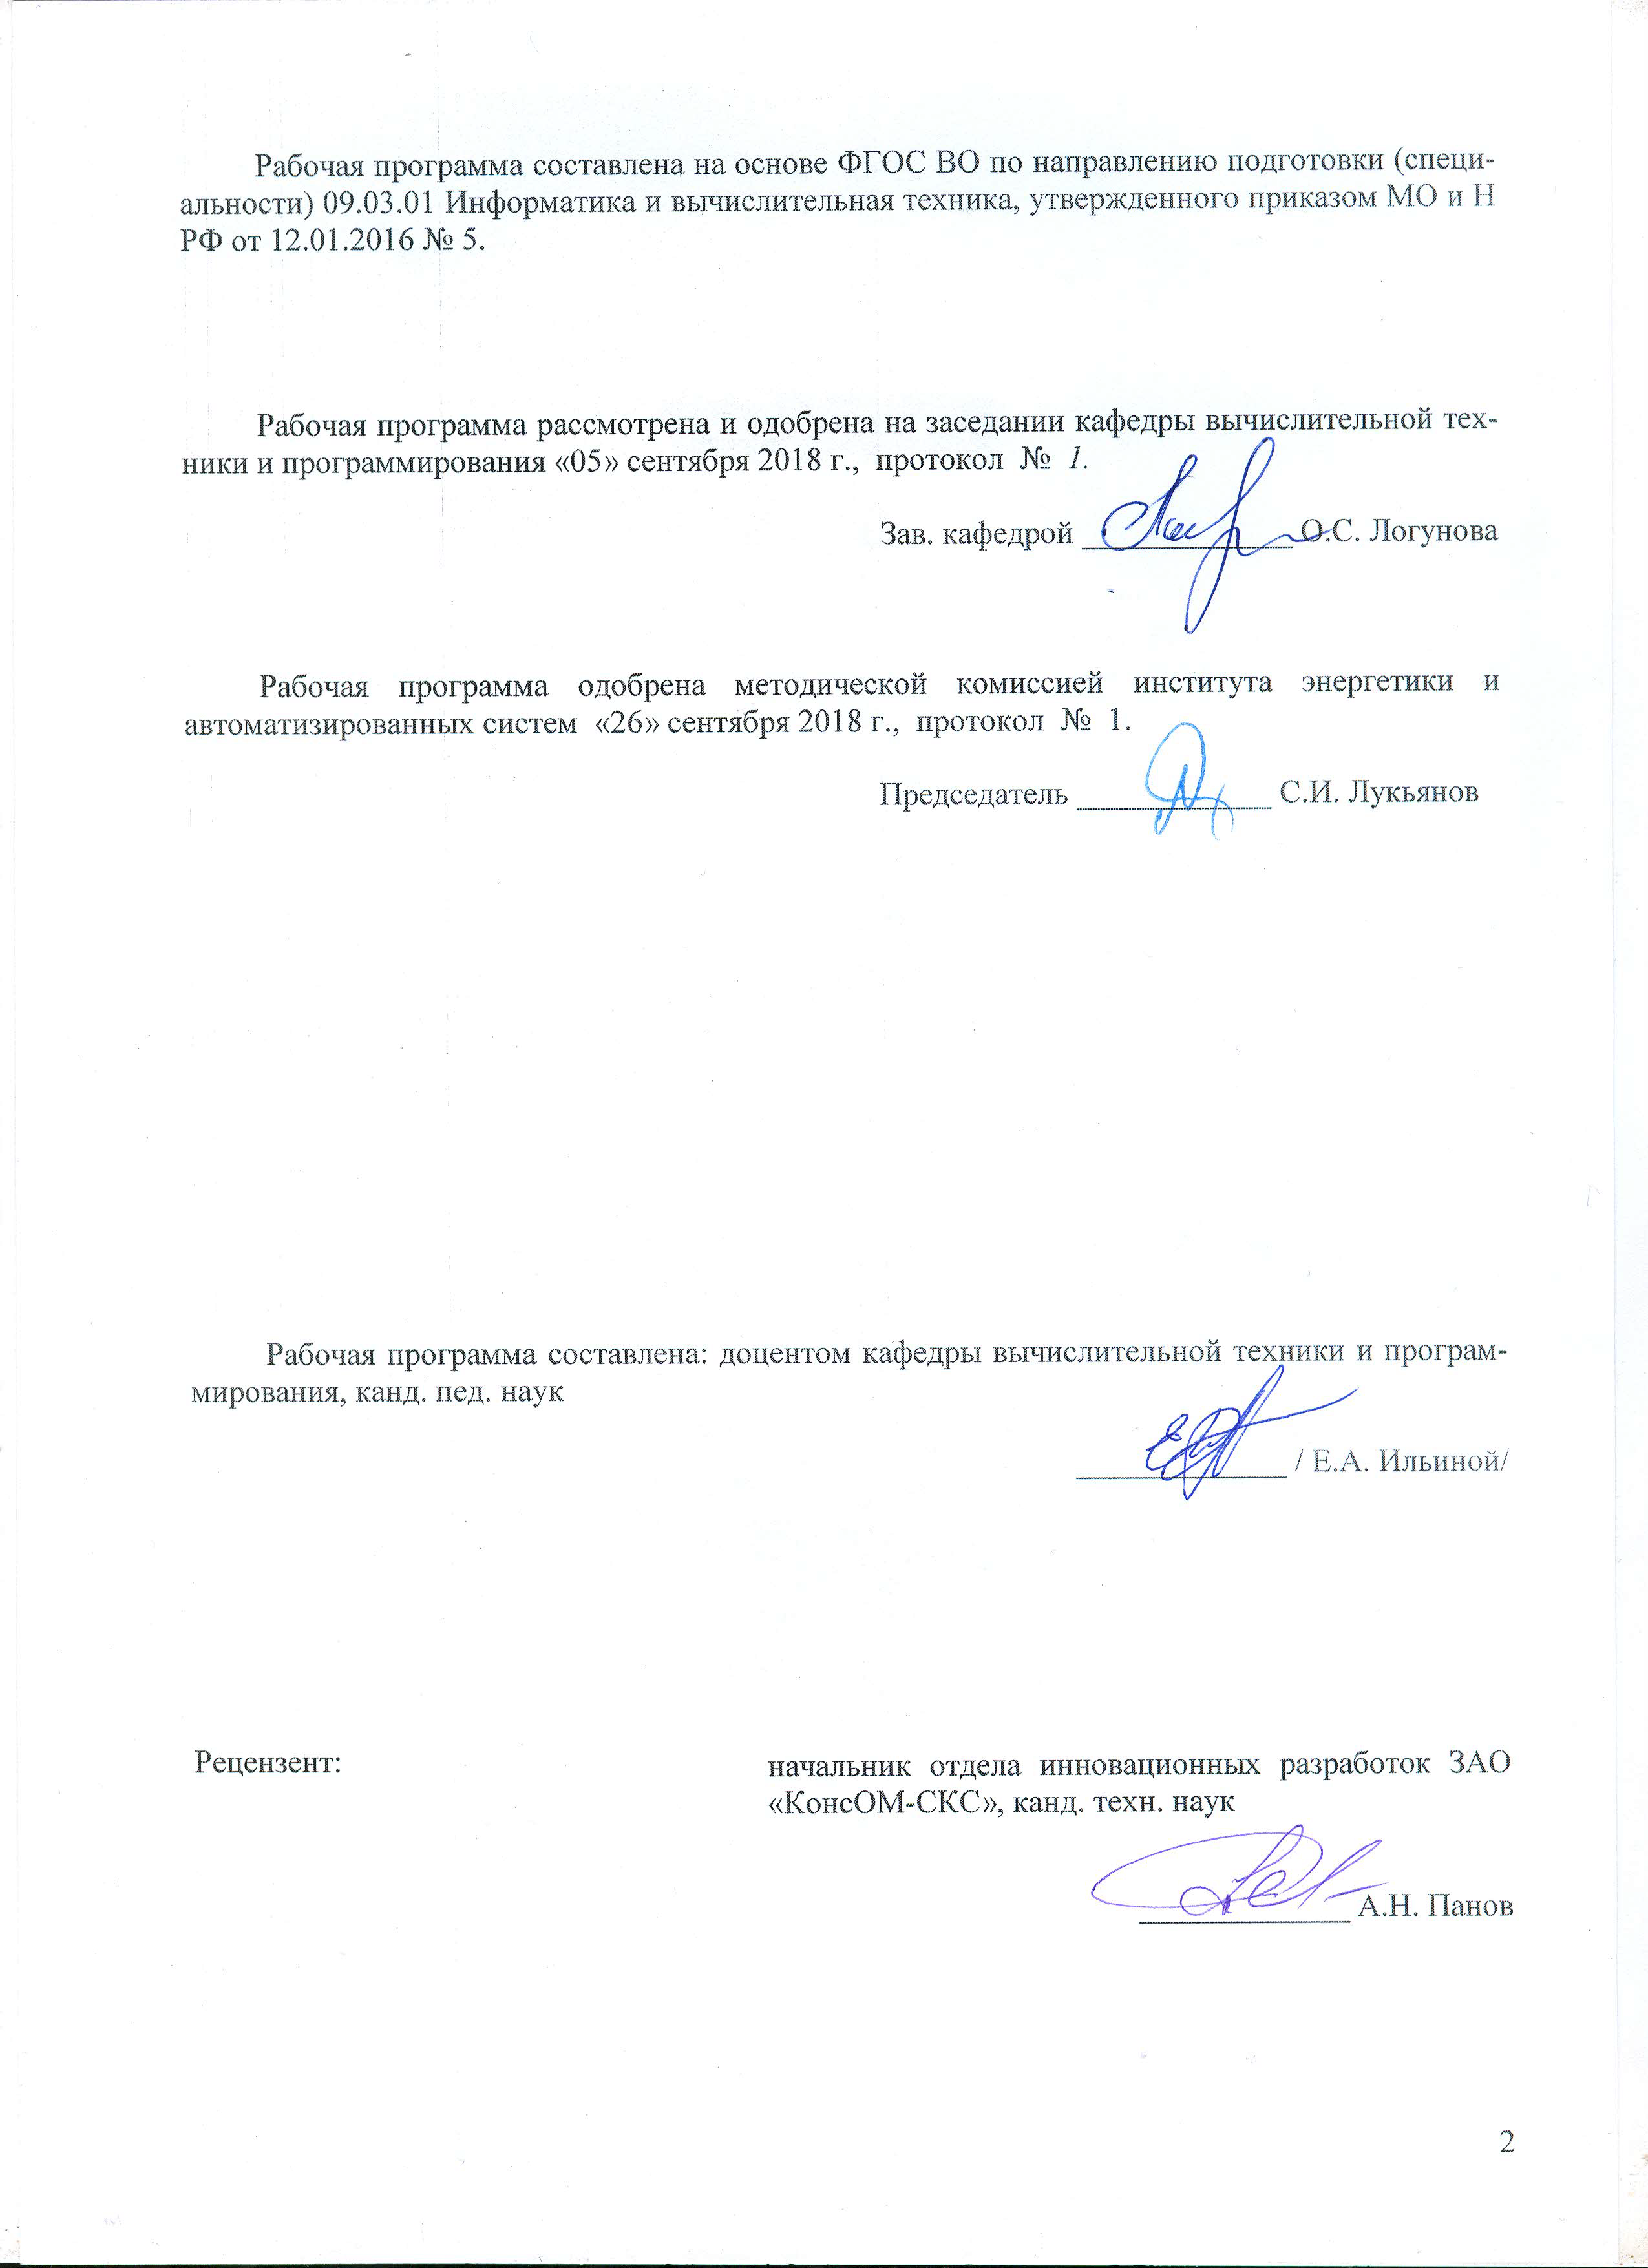 Рабочая программа составлена на основе ФГОС ВО по направлению подготовки (специ-
альности) 09.03.01 Информатика и вычислительная техника, утвержденного приказом МО и Н
РФ от 12.01.2016 № 5.
Рабочая программа рассмотрена и одобрена на заседании кафедры вычислительной тех-
ники и программирования «05» сентября 2018 г., протокол № 1.
Зав. кафедрой ______________О.С. Логунова
Рабочая программа одобрена методической комиссией института энергетики и
автоматизированных систем «26» сентября 2018 г., протокол № 1.
Председатель _____________ С.И. Лукьянов
Рабочая программа составлена: доцентом кафедры вычислительной техники и програм-
мирования, канд. пед. наук
______________ / Е.А. Ильиной/
Рецензент:
начальник отдела инновационных разработок ЗАО
«КонсОМ-СКС», канд. техн. наук
______________ А.Н. Панов
2